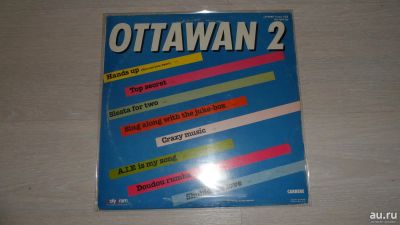 OTTAWAN 2
Hands up
Top secret
Siesta for two
Sing along with the juke-box
Crazy music
A.I.E is my song
Doudou rumba
love
CARRERE
au.ru